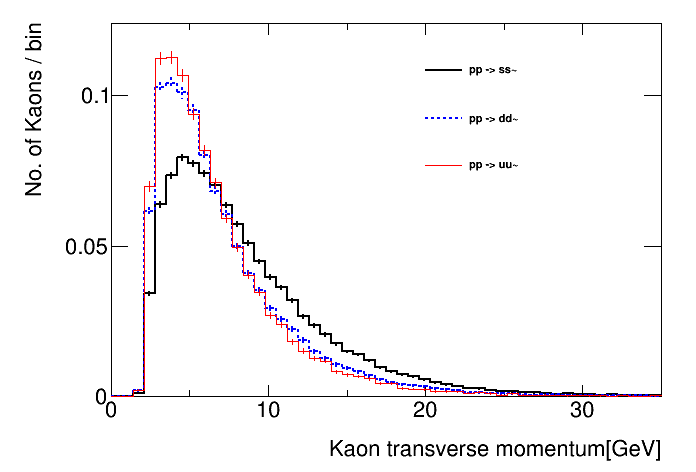 No. of Kaons / bin
pp -> ss~
pp -> dd~
pp -> uu~
0.1
0.05
0
0 10 20 30
Kaon transverse momentum[GeV]